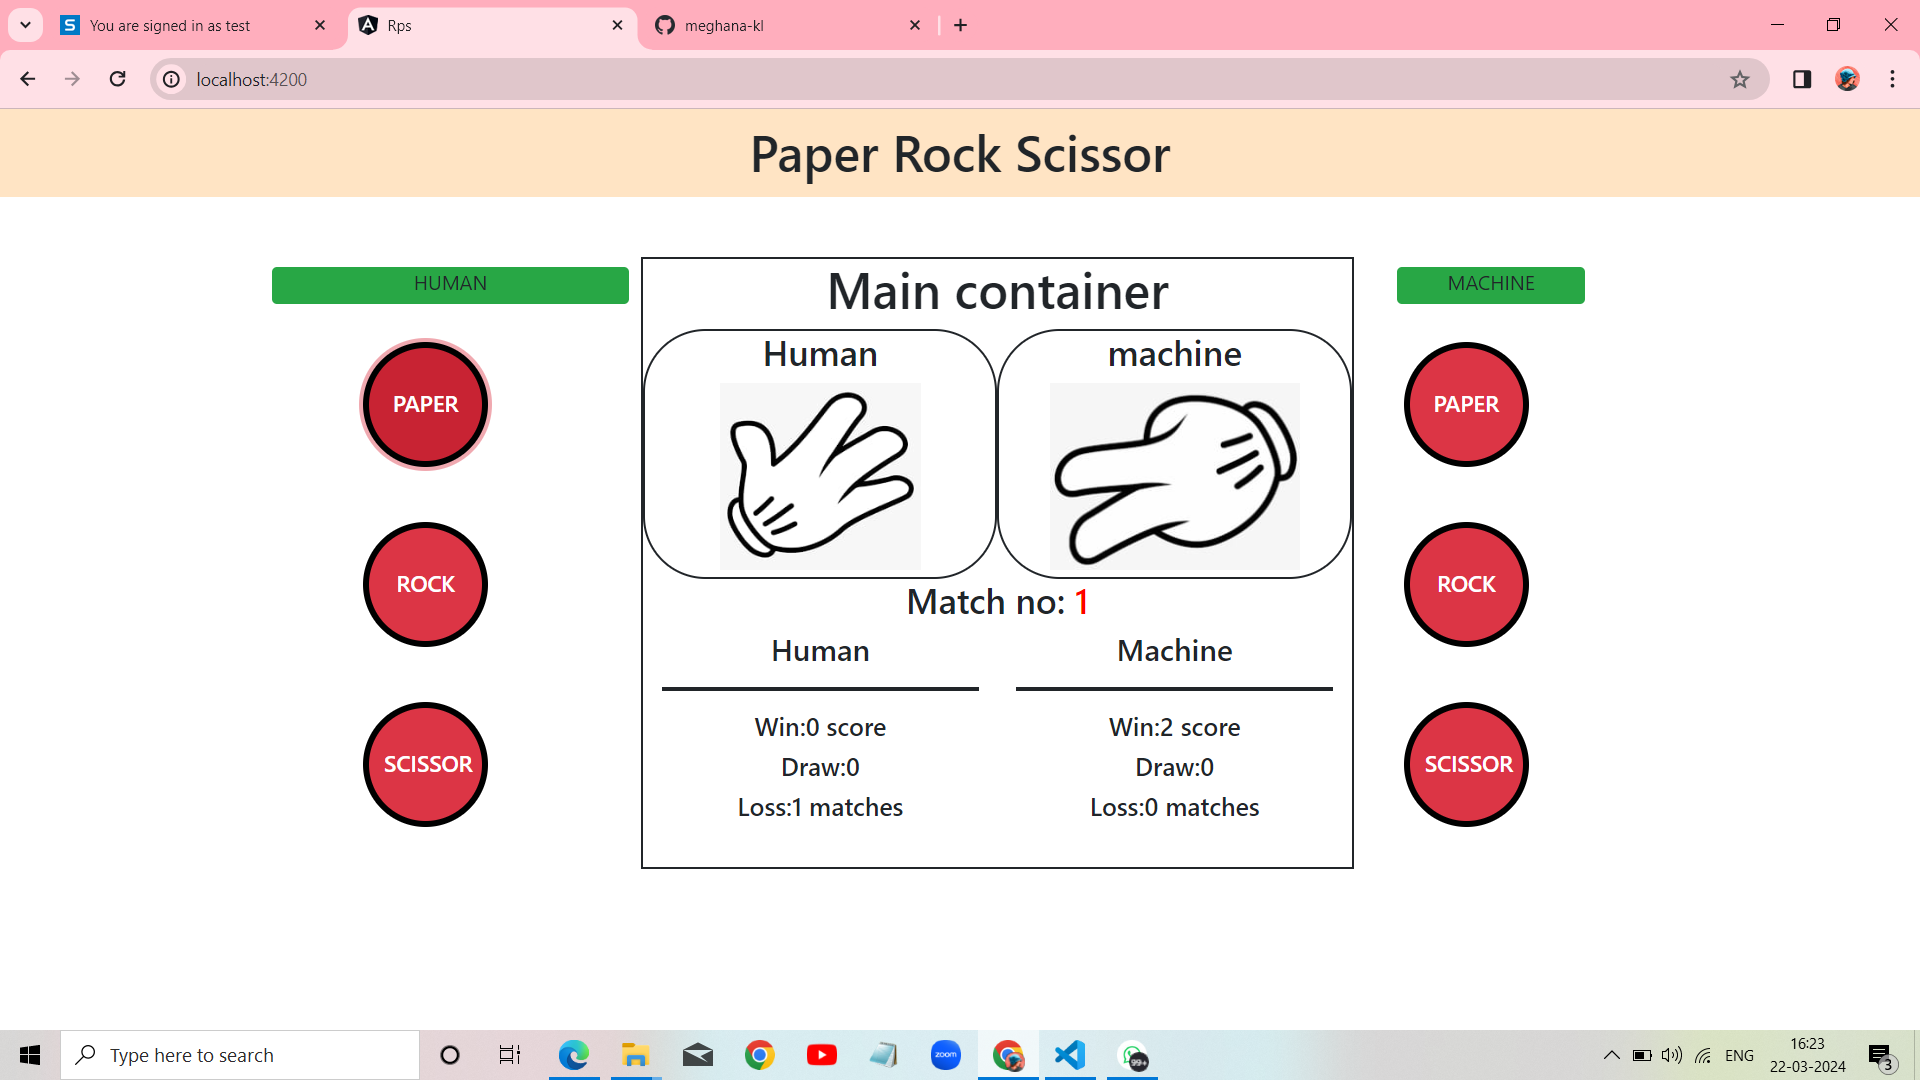 You are signed in as test
Rps
meghana-kl
localhost:4200
Paper Rock Scissor
HUMAN
Main container
MACHINE
Human
machine
PAPER
PAPER
ROCK
ROCK
Match no: 1
Human
Machine
Win:0 score
Win:2 score
SCISSOR
SCISSOR
Draw:0
Draw:0
Loss:1 matches
Loss:0 matches
Type here to search
zoom
99+
ENG
16:23
22-03-2024
3